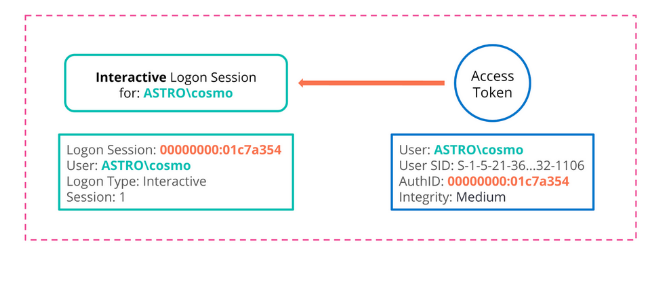 Interactive Logon Session
for: ASTRO\cosmo
Access
Token
Logon Session: 00000000:01c7a354
User: ASTRO\cosmo
Logon Type: Interactive
Session: 1
User: ASTRO\cosmo
User SID: S-1-5-21-36...32-1106
AuthID: 00000000:01c7a354
Integrity: Medium